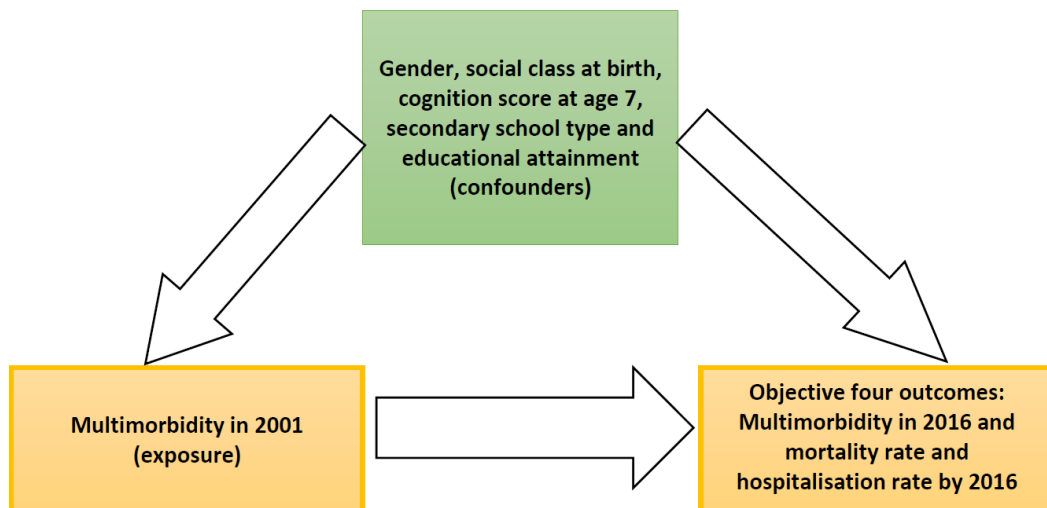 Gender, social class at birth,
cognition score at age 7,
secondary school type and
educational attainment
(confounders)
Multimorbidity in 2001
(exposure)
Objective four outcomes:
Multimorbidity in 2016 and
mortality rate and
hospitalisation rate by 2016